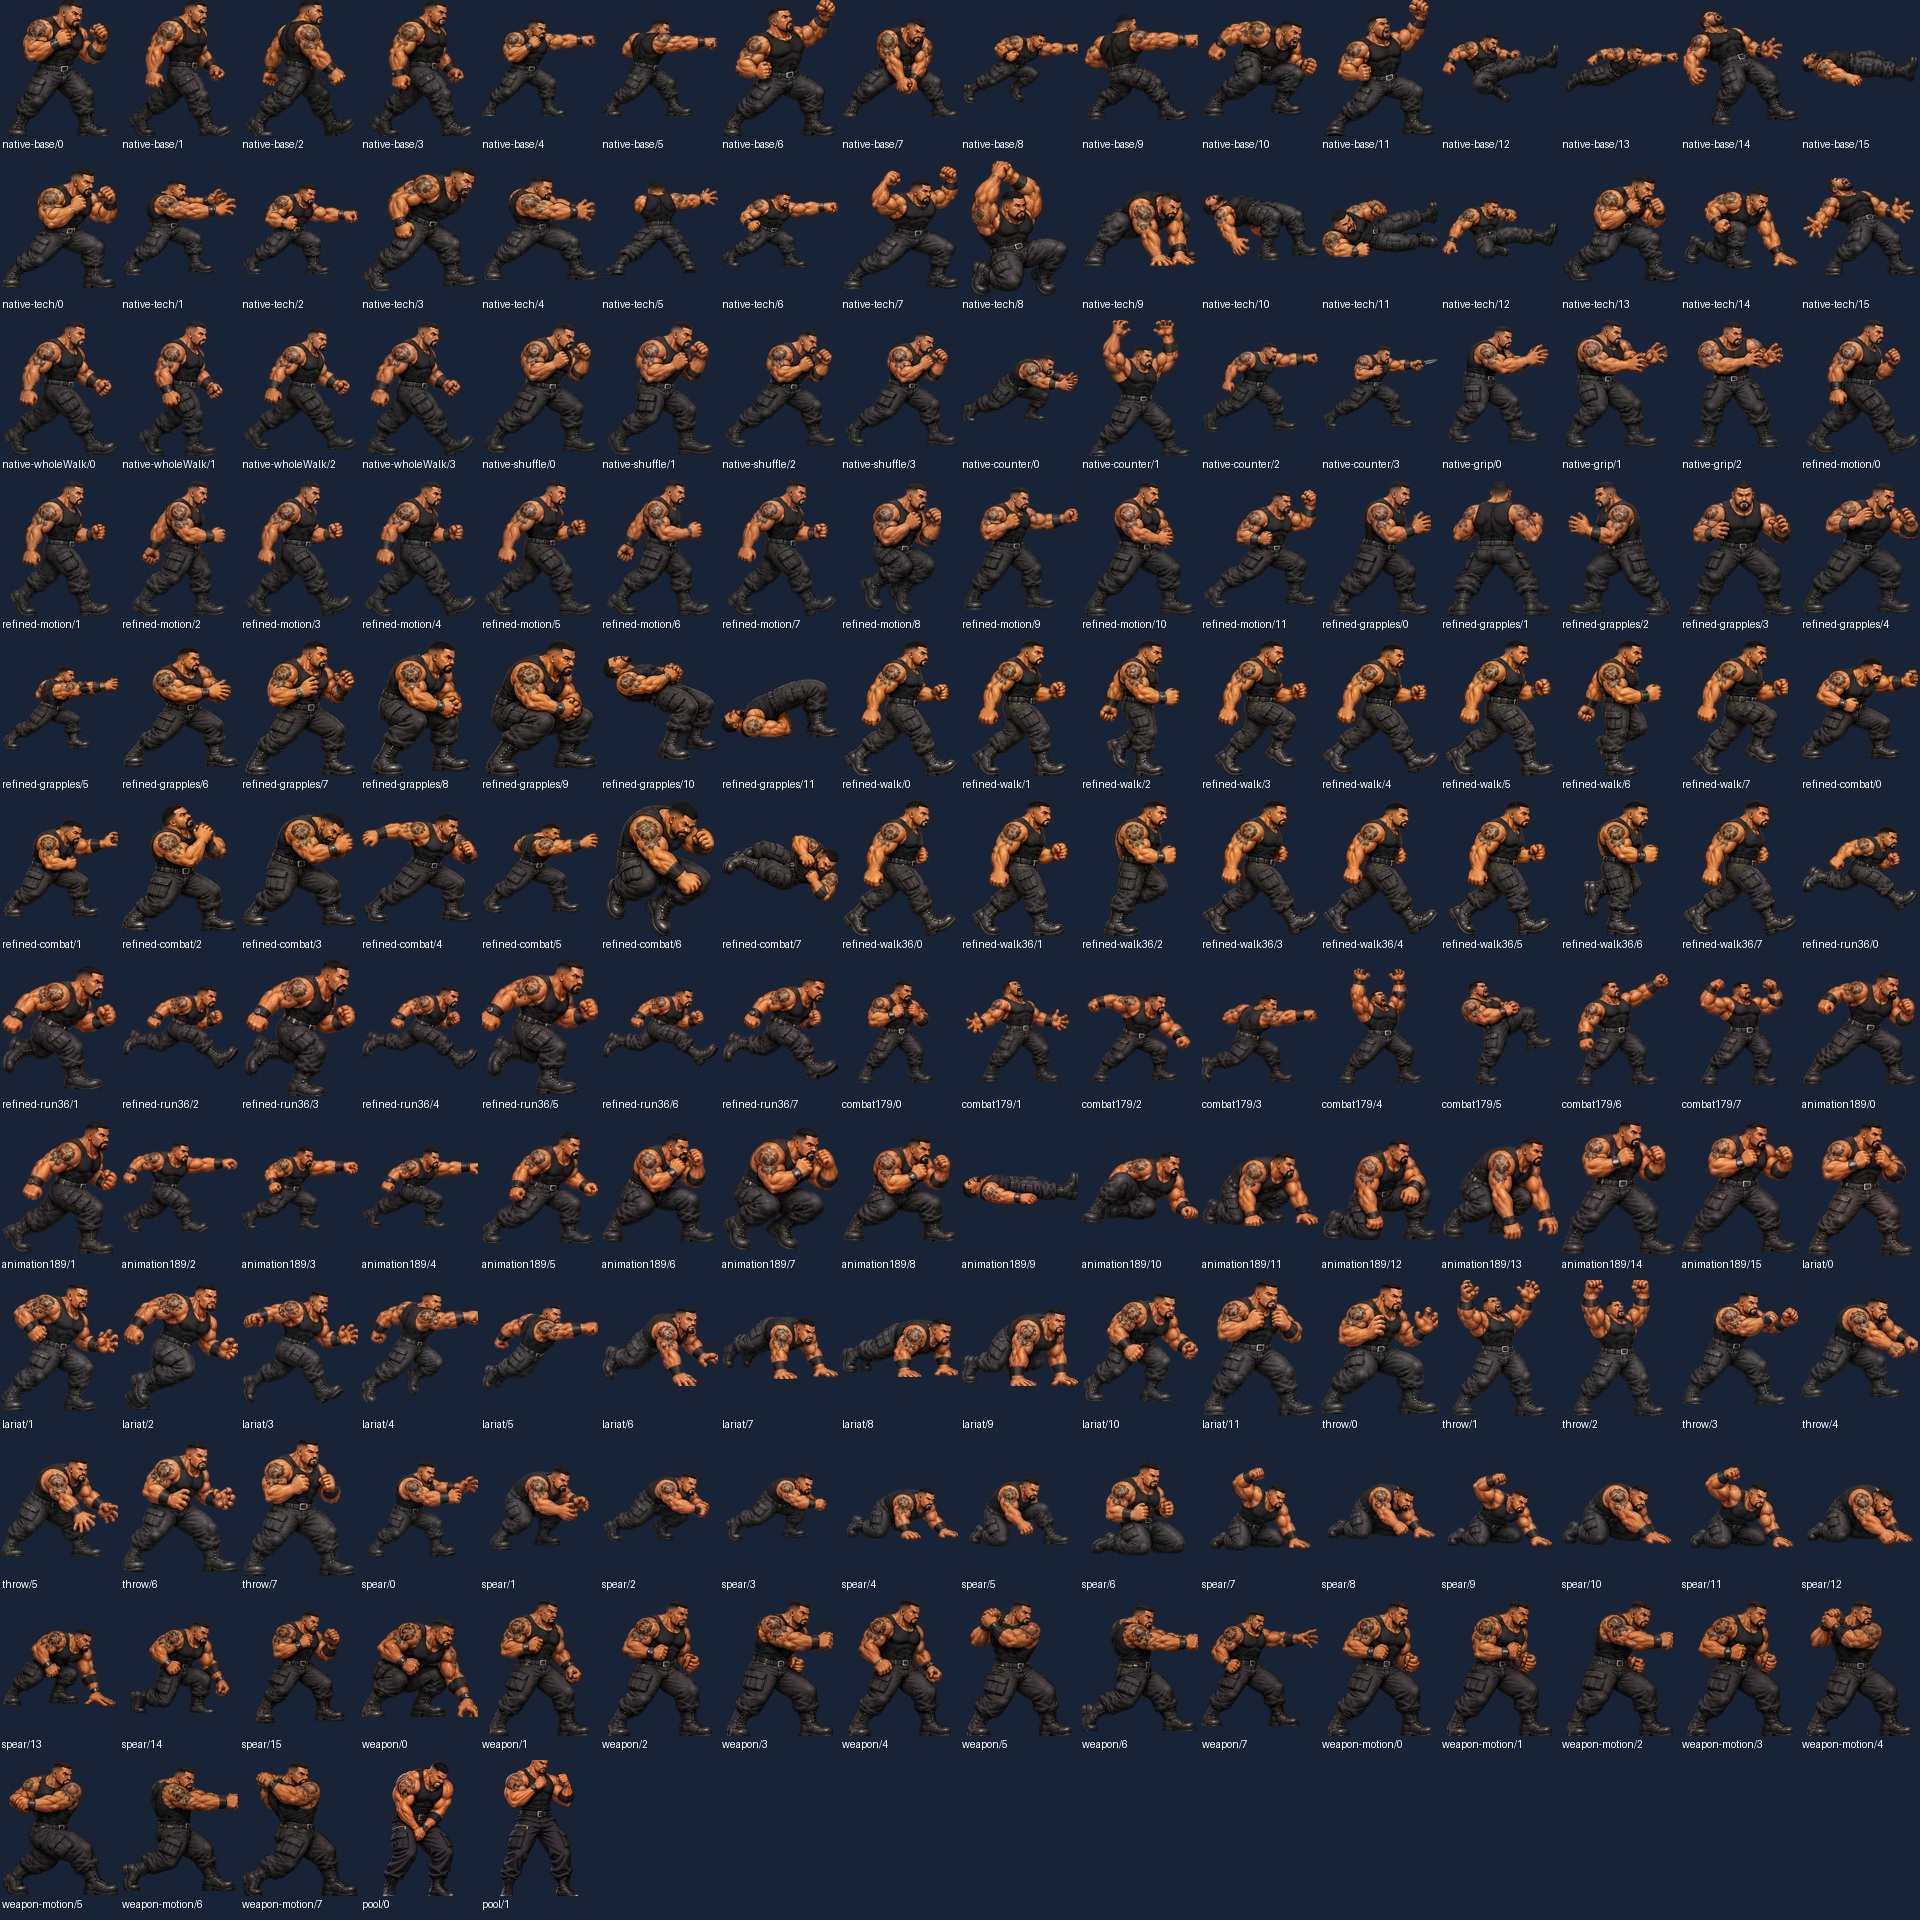 native-base/0 native-base/1 native-base/2 native-base/3 native-base/4 native-base/5 native-base/6 native-base/7 native-base/8 native-base/9 native-base/10 native-base/11 native-base/12 native-base/13 native-base/14 native-base/15
native-tech/0 native-tech/1 native-tech/2 native-tech/3 native-tech/4 native-tech/5 native-tech/6 native-tech/7 native-tech/8 native-tech/9 native-tech/10 native-tech/11 native-tech/12 native-tech/13 native-tech/14 native-tech/15
native-wholeWalk/0 native-wholeWalk/1 native-wholeWalk/2 native-wholeWalk/3 native-shuffle/0 native-shuffle/1 native-shuffle/2 native-shuffle/3 native-counter/0 native-counter/1 native-counter/2 native-counter/3 native-grip/0 native-grip/1 native-grip/2 refined-motion/0
refined-motion/1 refined-motion/2 refined-motion/3 refined-motion/4 refined-motion/5 refined-motion/6 refined-motion/7 refined-motion/8 refined-motion/9 refined-motion/10 refined-motion/11 refined-grapples/0 refined-grapples/1 refined-grapples/2 refined-grapples/3 refined-grapples/4
refined-grapples/5 refined-grapples/6 refined-grapples/7 refined-grapples/8 refined-grapples/9 refined-grapples/10 refined-grapples/11 refined-walk/0 refined-walk/1 refined-walk/2 refined-walk/3 refined-walk/4 refined-walk/5 refined-walk/6 refined-walk/7 refined-combat/0
refined-combat/1 refined-combat/2 refined-combat/3 refined-combat/4 refined-combat/5 refined-combat/6 refined-combat/7 refined-walk36/0 refined-walk36/1 refined-walk36/2 refined-walk36/3 refined-walk36/4 refined-walk36/5 refined-walk36/6 refined-walk36/7 refined-run36/0
refined-run36/1 refined-run36/2 refined-run36/3 refined-run36/4 refined-run36/5 refined-run36/6 refined-run36/7 combat179/0 combat179/1 combat179/2 combat179/3 combat179/4 combat179/5 combat179/6 combat179/7 animation189/0
animation189/1 animation189/2 animation189/3 animation189/4 animation189/5 animation189/6 animation189/7 animation189/8 animation189/9 animation189/10 animation189/11 animation189/12 animation189/13 animation189/14 animation189/15 lariat/0
lariat/1 lariat/2 lariat/3 lariat/4 lariat/5 lariat/6 lariat/7 lariat/8 lariat/9 lariat/10 lariat/11 throw/0 throw/1 throw/2 throw/3 throw/4
throw/5 throw/6 throw/7 spear/0 spear/1 spear/2 spear/3 spear/4 spear/5 spear/6 spear/7 spear/8 spear/9 spear/10 spear/11 spear/12
spear/13 spear/14 spear/15 weapon/0 weapon/1 weapon/2 weapon/3 weapon/4 weapon/5 weapon/6 weapon/7 weapon-motion/0 weapon-motion/1 weapon-motion/2 weapon-motion/3 weapon-motion/4
weapon-motion/5 weapon-motion/6 weapon-motion/7 pool/0 pool/1